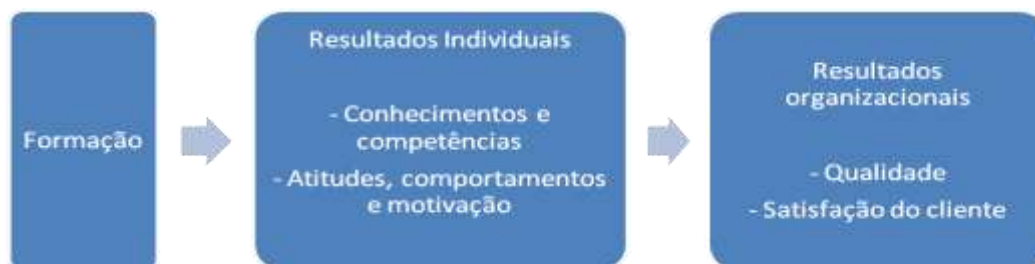 Formação
Resultados Individuais
- Conhecimentos e
competências
- Atitudes, comportamentos
e motivação
Resultados
organizacionais
- Qualidade
- Satisfação do cliente